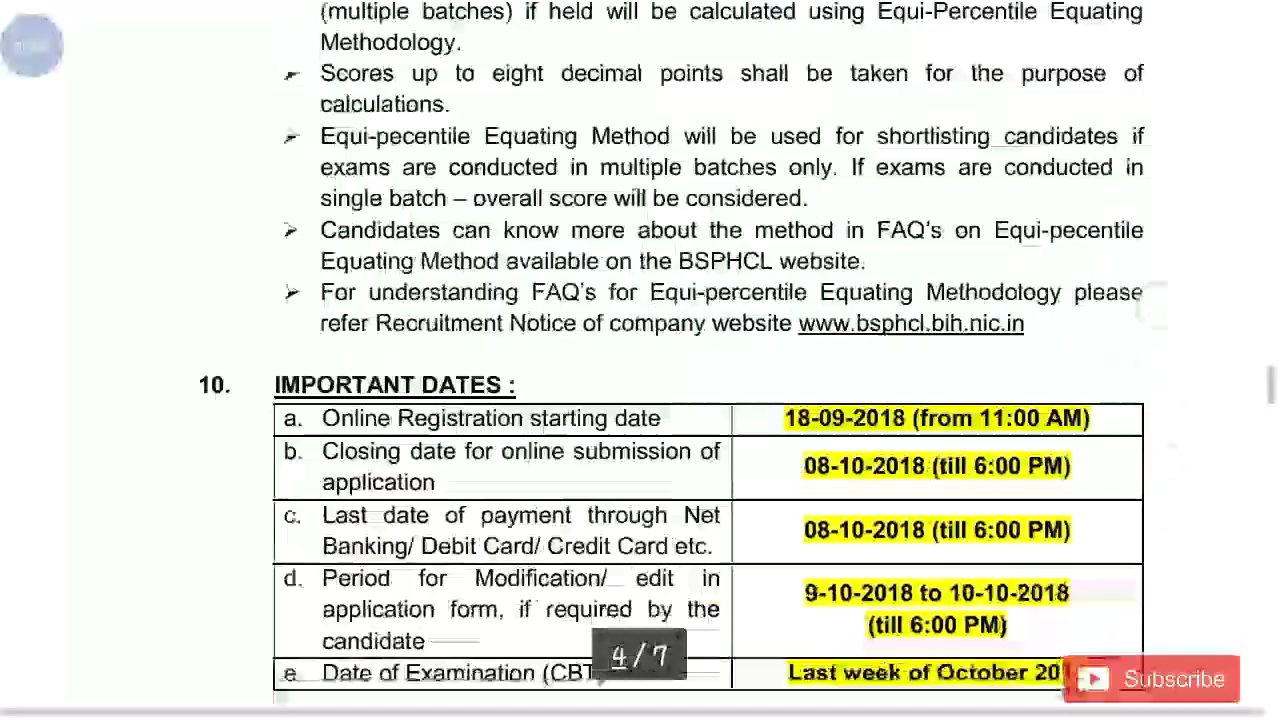 (multiple batches) if held will be calculated using Equi-Percentile Equating
Methodology.
➢ Scores up to eight decimal points shall be taken for the purpose of
calculations.
➢ Equi-pecentile Equating Method will be used for shortlisting candidates if
exams are conducted in multiple batches only. If exams are conducted in
single batch – overall score will be considered.
➢ Candidates can know more about the method in FAQ's on Equi-pecentile
Equating Method available on the BSPHCL website.
➢ For understanding FAQ's for Equi-percentile Equating Methodology please
refer Recruitment Notice of company website www.bsphcl.bih.nic.in
10. IMPORTANT DATES :
a. Online Registration starting date 18-09-2018 (from 11:00 AM)
b. Closing date for online submission of
application 08-10-2018 (till 6:00 PM)
c. Last date of payment through Net
Banking/ Debit Card/ Credit Card etc. 08-10-2018 (till 6:00 PM)
d. Period for Modification/ edit in
application form, if required by the
candidate 9-10-2018 to 10-10-2018
(till 6:00 PM)
4 / 7
e. Date of Examination (CBT Last week of October 20
Subscribe